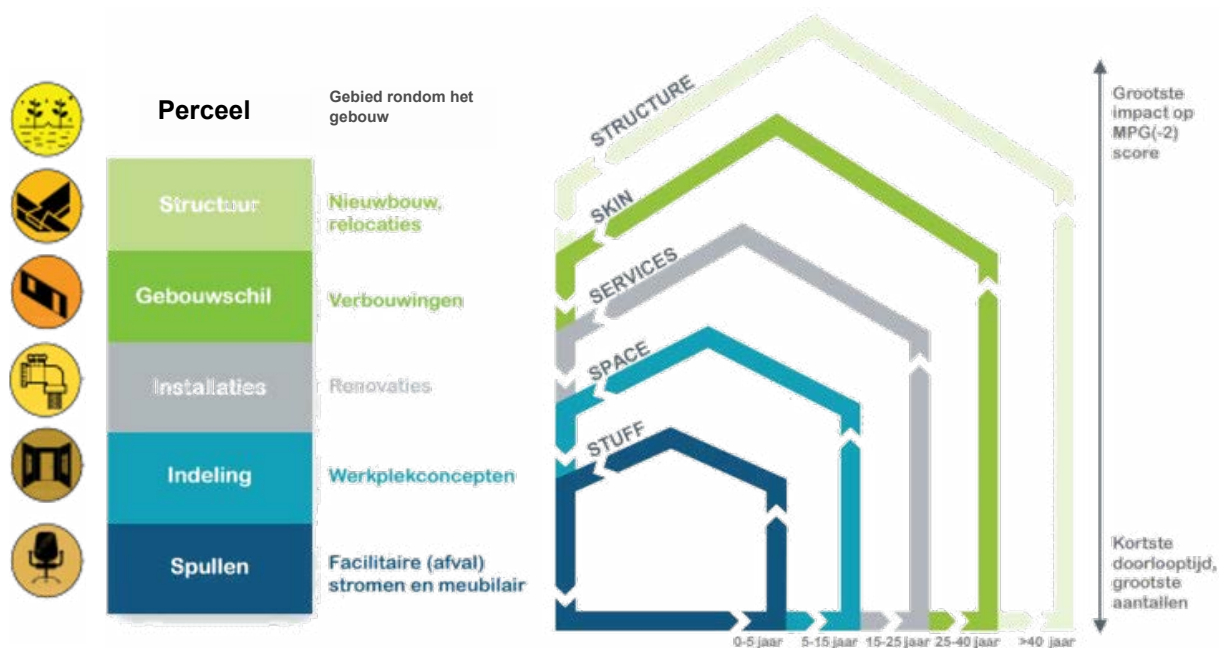 Perceel
Gebied rondom het
gebouw
Structuur
Nieuwbouw,
relocaties
Gebouwschil
Verbouwingen
Installaties
Renovaties
Indeling
Werkplekconcepten
Spullen
Facilitaire (afval)
stromen en meubilair
STRUCTURE
SKIN
SERVICES
SPACE
STUFF
0-5 jaar
5-15 jaar
15-25 jaar
25-40 jaar
>40 jaar
Grootste
impact op
MPG(-2)
score
Kortste
doorlooptijd,
grootste
aantallen